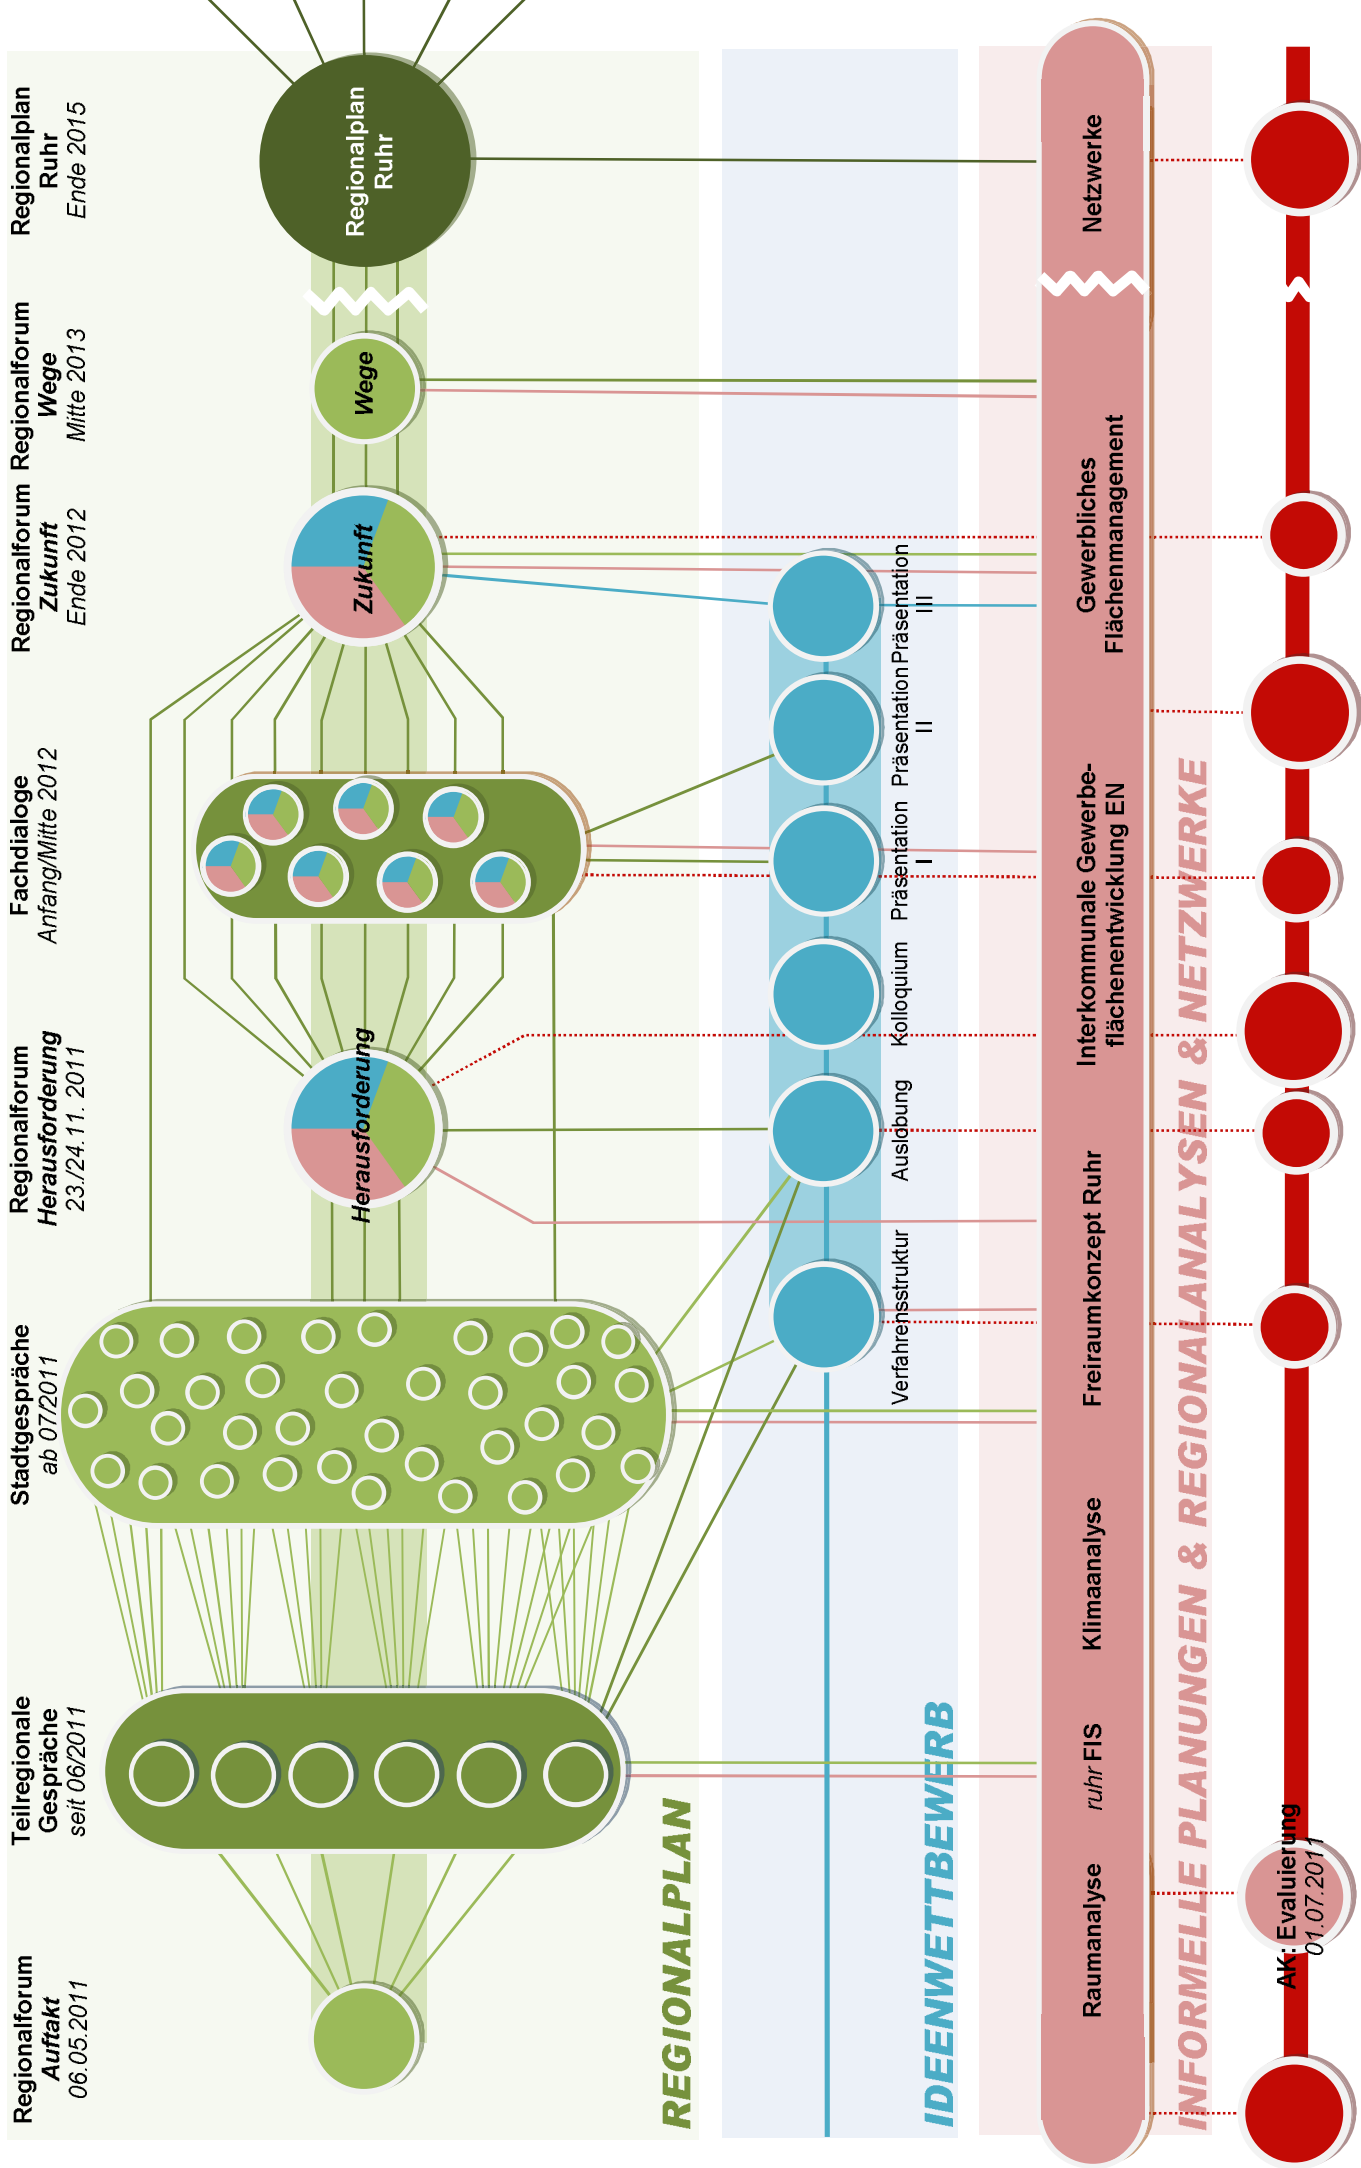 Regionalforum
Auftakt
06.05.2011
Teilregionale
Gespräche
seit 06/2011
Stadtgespräche
ab 07/2011
Regionalforum
Herausforderung
23./24.11. 2011
Fachdialoge
Anfang/Mitte 2012
Regionalforum
Zukunft
Ende 2012
Regionalforum
Wege
Mitte 2013
Regionalplan
Ruhr
Ende 2015
Herausforderung
Zukunft
Wege
Regionalplan
Ruhr
REGIONALPLAN
Verfahrensstruktur
Auslobung
Kolloquium
Präsentation
I
Präsentation
II
Präsentation
III
IDEENWETTBEWERB
Raumanalyse
ruhr FIS
Klimaanalyse
Freiraumkonzept Ruhr
Interkommunale Gewerbe-
flächenentwicklung EN
Gewerbliches
Flächenmanagement
Netzwerke
INFORMELLE PLANUNGEN & REGIONALANALYSEN & NETZWERKE
AK: Evaluierung
01.07.2011